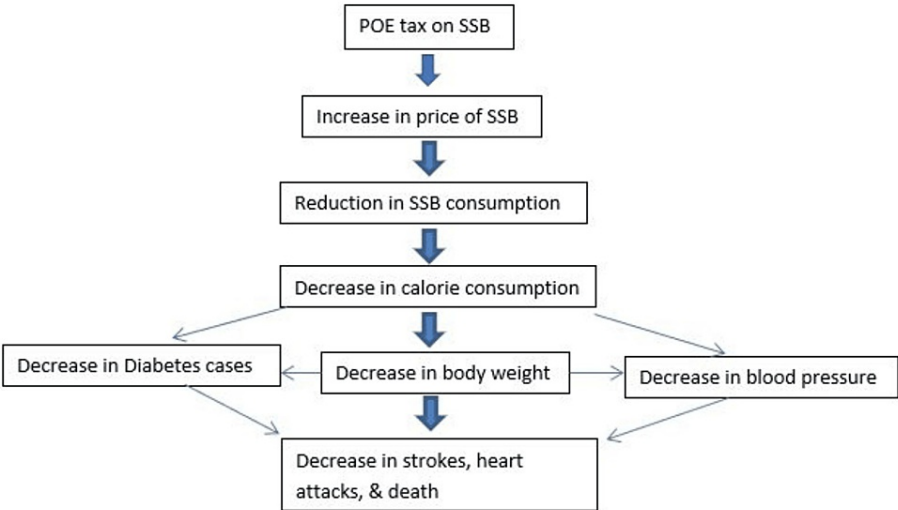 POE tax on SSB
Increase in price of SSB
Reduction in SSB consumption
Decrease in calorie consumption
Decrease in Diabetes cases
Decrease in body weight
Decrease in blood pressure
Decrease in strokes, heart
attacks, & death